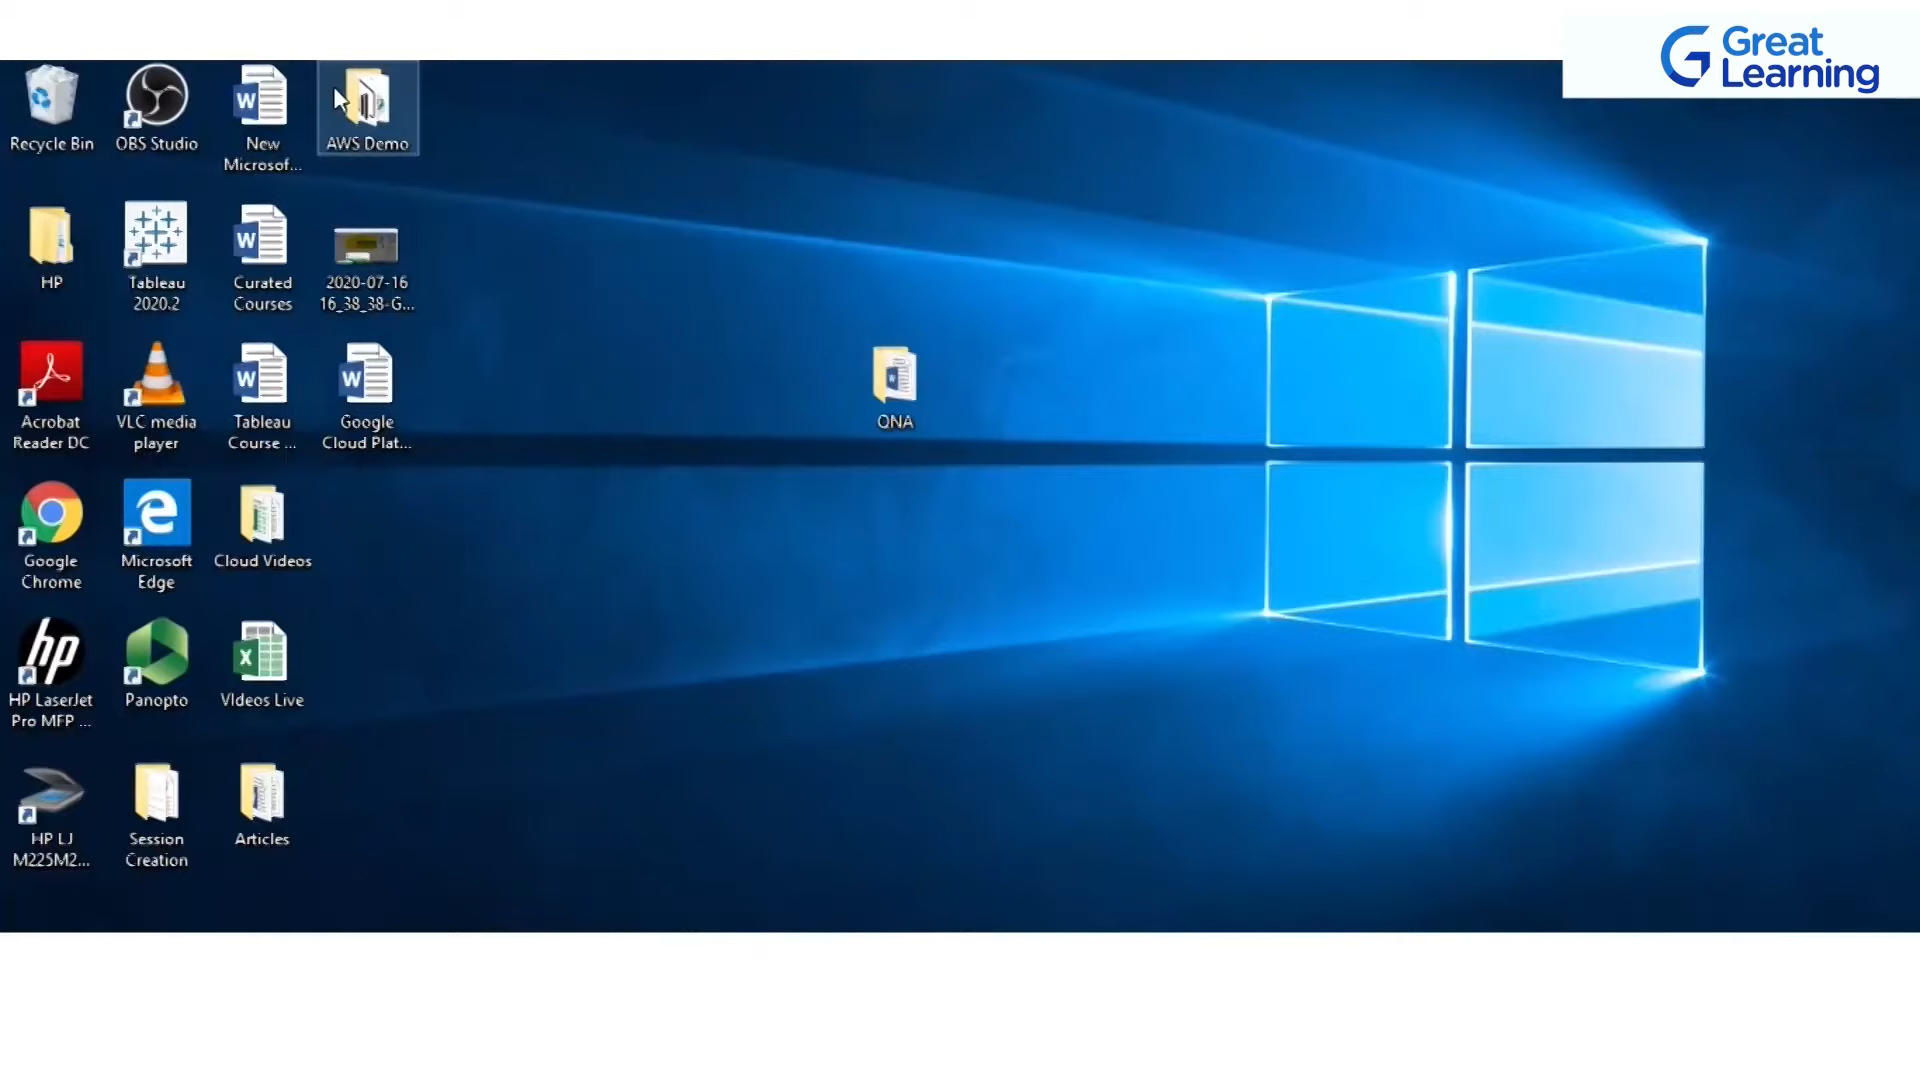 Great
Learning
Recycle Bin
OBS Studio
New
Microsof...
AWS Demo
HP
Tableau
2020.2
Curated
Courses
2020-07-16
16_38_38-G...
Acrobat
Reader DC
VLC media
player
Tableau
Course ...
Google
Cloud Plat...
QNA
Google
Chrome
Microsoft
Edge
Cloud Videos
hp
HP LaserJet
Pro MFP ...
Panopto
VIdeos Live
HP LJ
M225M2...
Session
Creation
Articles